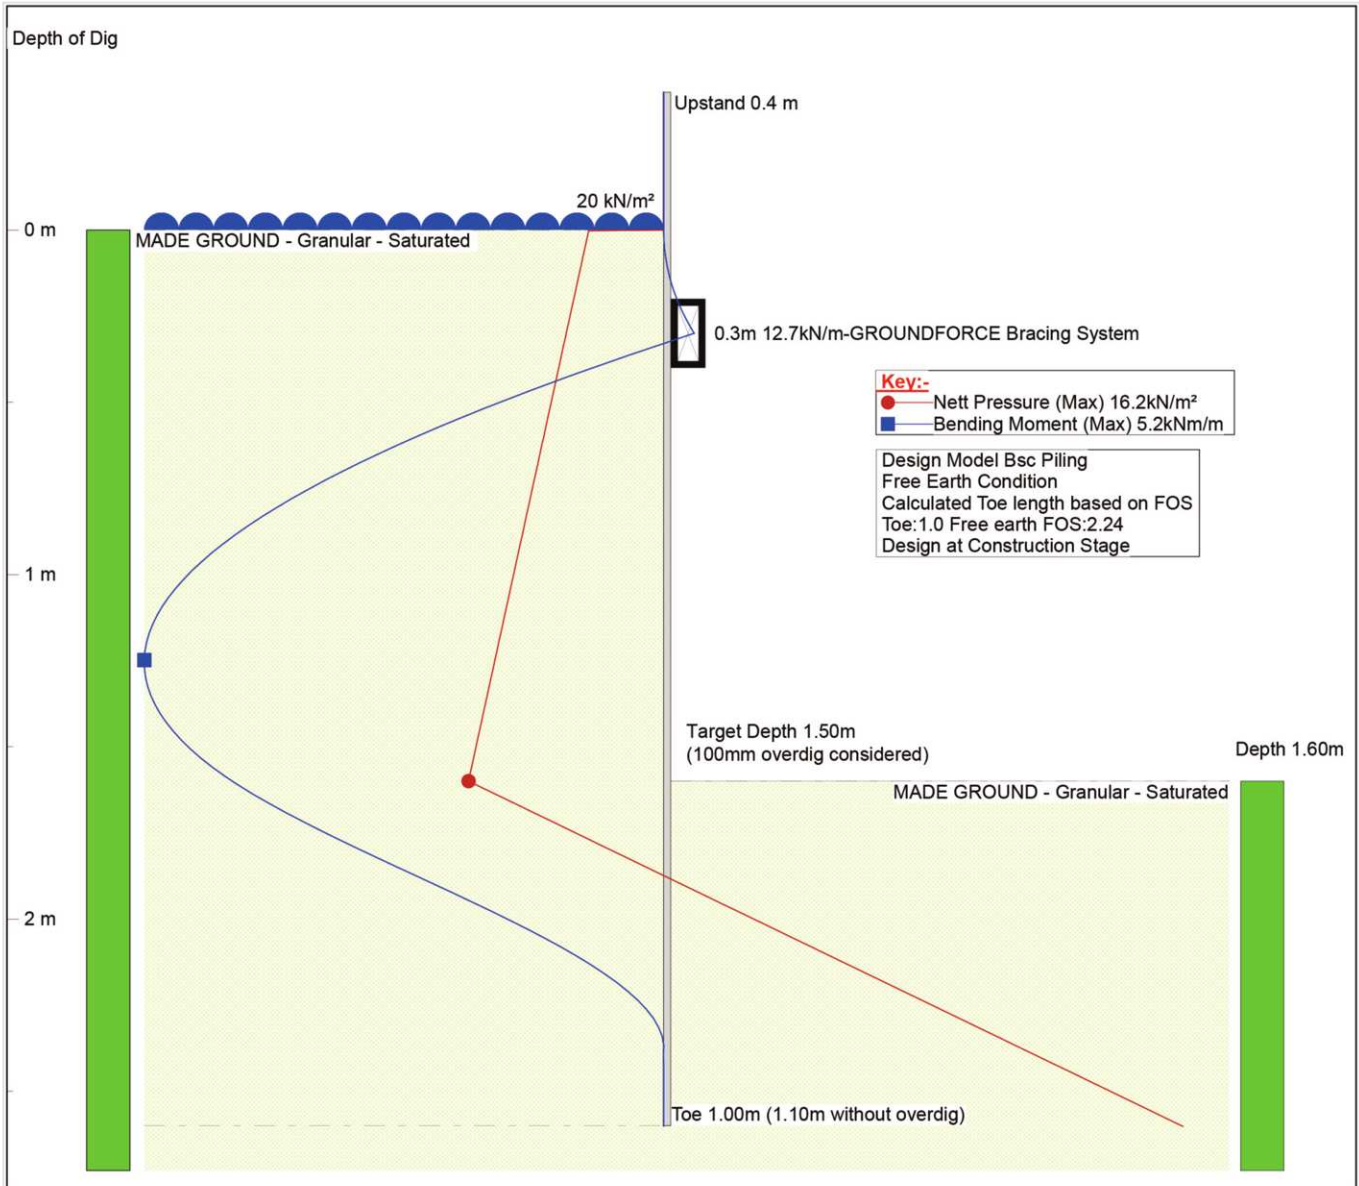 Depth of Dig
Upstand 0.4 m
20 kN/m²
0 m
MADE GROUND - Granular - Saturated
0.3m 12.7kN/m-GROUNDFORCE Bracing System
Key:-
Nett Pressure (Max) 16.2kN/m²
Bending Moment (Max) 5.2kNm/m
Design Model Bsc Piling
Free Earth Condition
Calculated Toe length based on FOS
Toe:1.0 Free earth FOS:2.24
Design at Construction Stage
1 m
Target Depth 1.50m
(100mm overdig considered)
Depth 1.60m
MADE GROUND - Granular - Saturated
2 m
Toe 1.00m (1.10m without overdig)